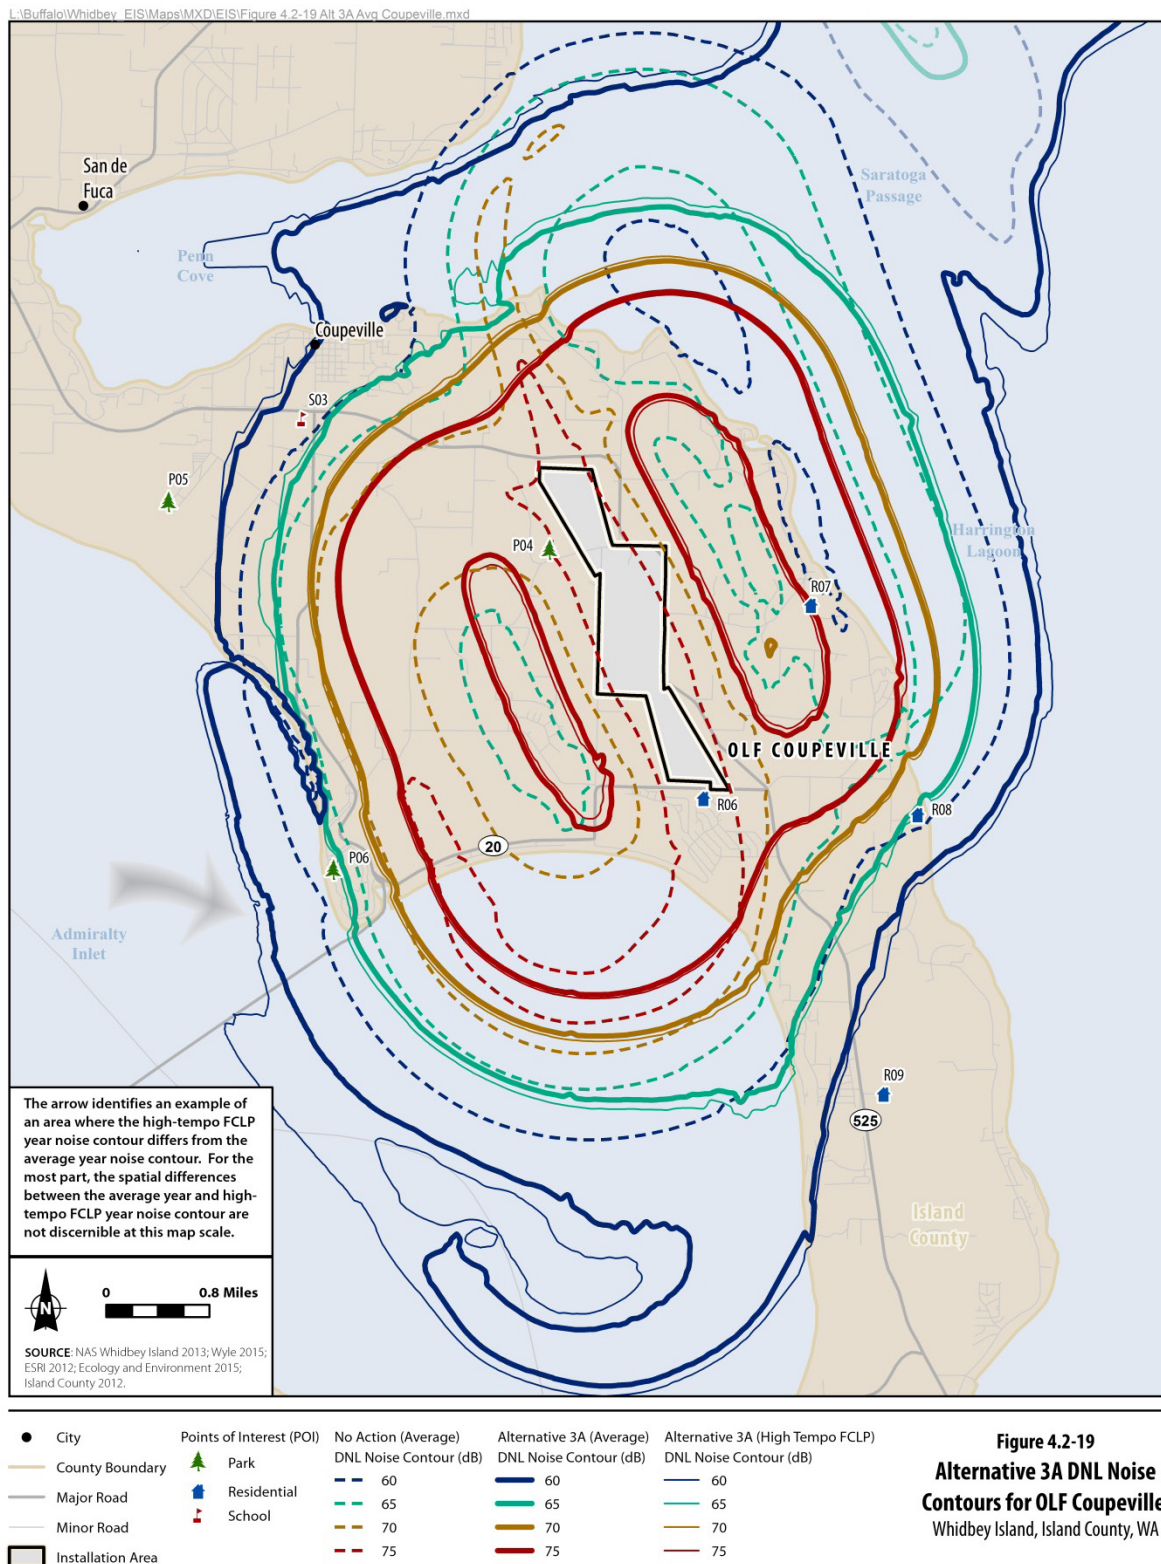 L:\Buffalo\Whidbey_EIS\Maps\MXD\EIS\Figure 4.2-19 Alt 3A Avg Coupeville.mxd
San de
Fuca
Saratoga
Passage
Penn
Cove
Coupeville
S03
P05
P04
Harrington
Lagoon
R07
OLF COUPEVILLE
R06
R08
20
P06
Admiralty
Inlet
R09
525
Island
County
The arrow identifies an example of
an area where the high-tempo FCLP
year noise contour differs from the
average year noise contour. For the
most part, the spatial differences
between the average year and high-
tempo FCLP year noise contour are
not discernible at this map scale.
N
0 0.8 Miles
SOURCE: NAS Whidbey Island 2013; Wyle 2015;
ESRI 2012; Ecology and Environment 2015;
Island County 2012.
City
County Boundary
Major Road
Minor Road
Installation Area
Points of Interest (POI)
Park
Residential
School
No Action (Average)
DNL Noise Contour (dB)
60
65
70
75
Alternative 3A (Average)
DNL Noise Contour (dB)
60
65
70
75
Alternative 3A (High Tempo FCLP)
DNL Noise Contour (dB)
60
65
70
75
Figure 4.2-19
Alternative 3A DNL Noise
Contours for OLF Coupeville
Whidbey Island, Island County, WA